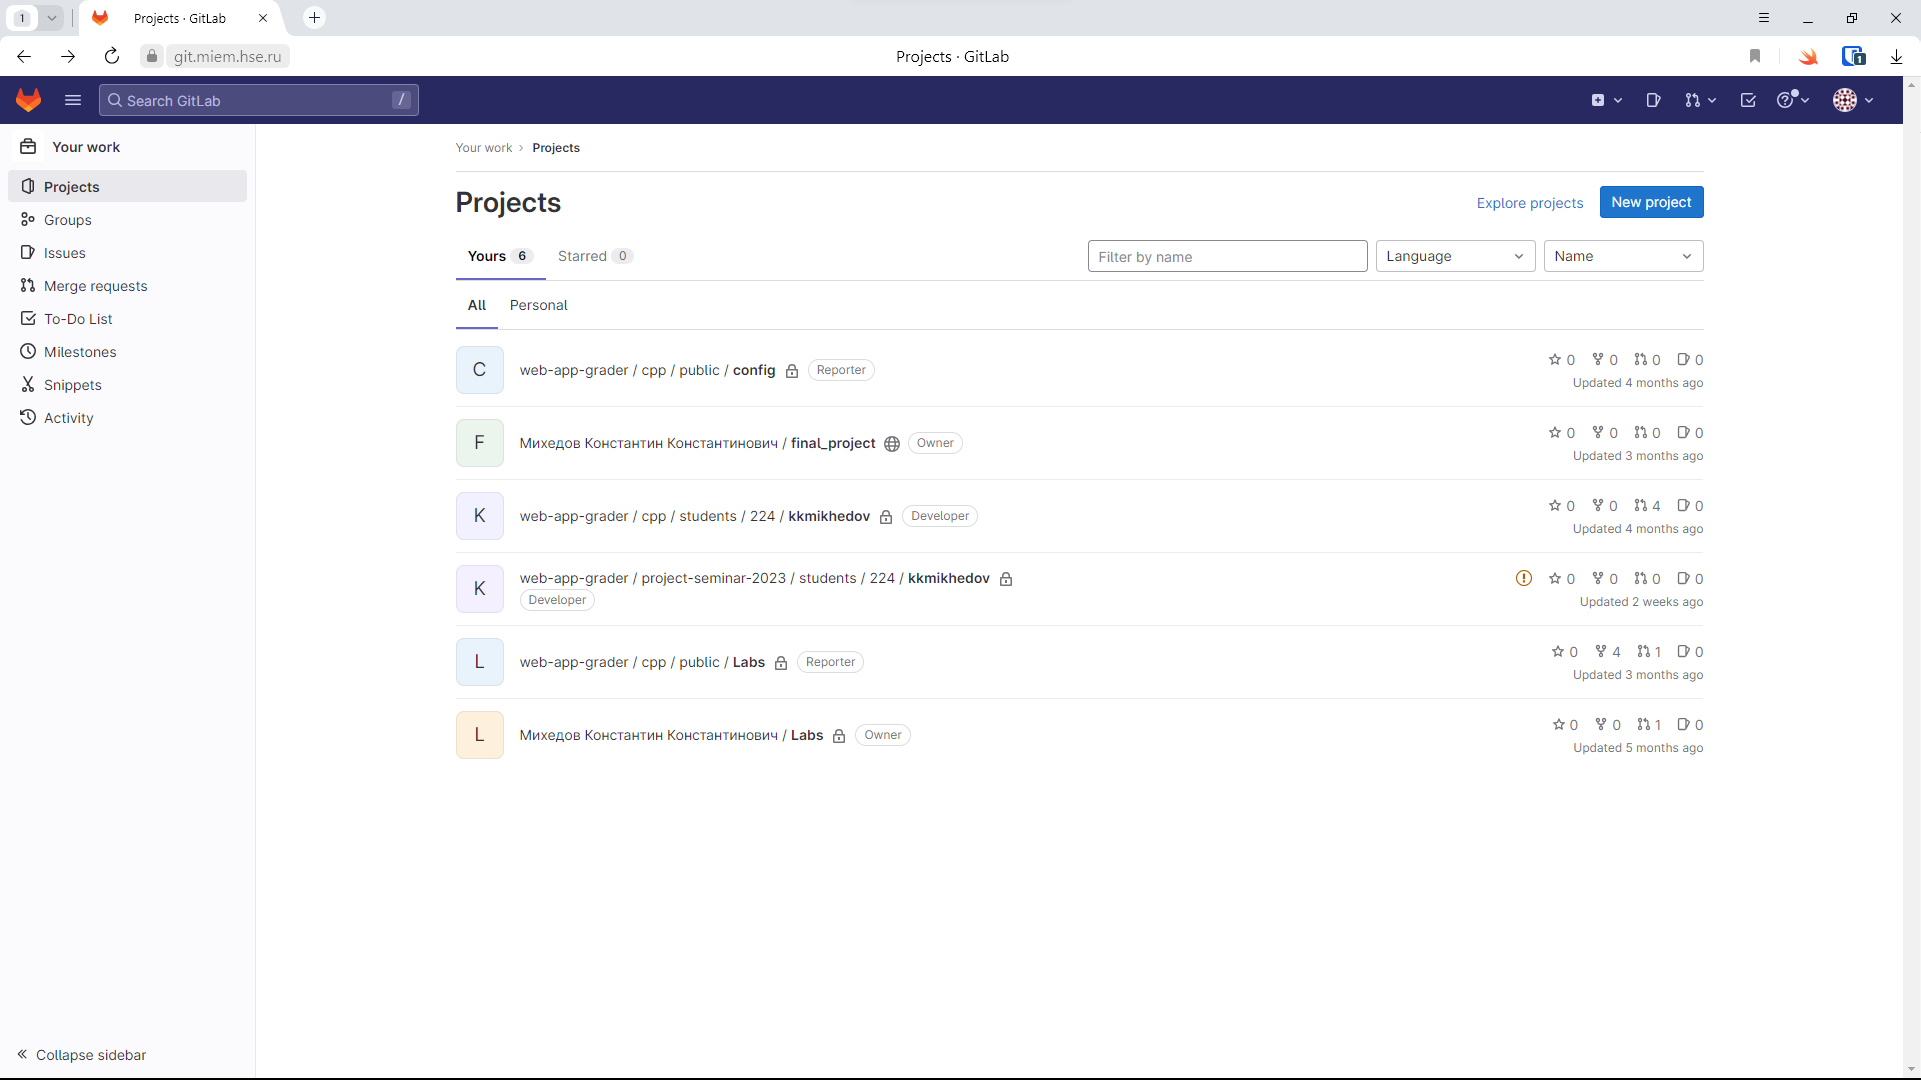 1
Projects · GitLab
git.miem.hse.ru
Projects · GitLab
1
Search GitLab
/
Your work
Projects
Groups
Issues
Merge requests
To-Do List
Milestones
Snippets
Activity
Collapse sidebar
Your work › Projects
Projects
Explore projects
New project
Yours 6
Starred 0
Filter by name
Language
Name
All
Personal
C
web-app-grader / cpp / public / config
Reporter
0 0 0 0
Updated 4 months ago
F
Михедов Константин Константинович / final_project
Owner
0 0 0 0
Updated 3 months ago
K
web-app-grader / cpp / students / 224 / kkmikhedov
Developer
0 0 4 0
Updated 4 months ago
K
web-app-grader / project-seminar-2023 / students / 224 / kkmikhedov
Developer
0 0 0 0
Updated 2 weeks ago
L
web-app-grader / cpp / public / Labs
Reporter
0 4 1 0
Updated 3 months ago
L
Михедов Константин Константинович / Labs
Owner
0 0 1 0
Updated 5 months ago